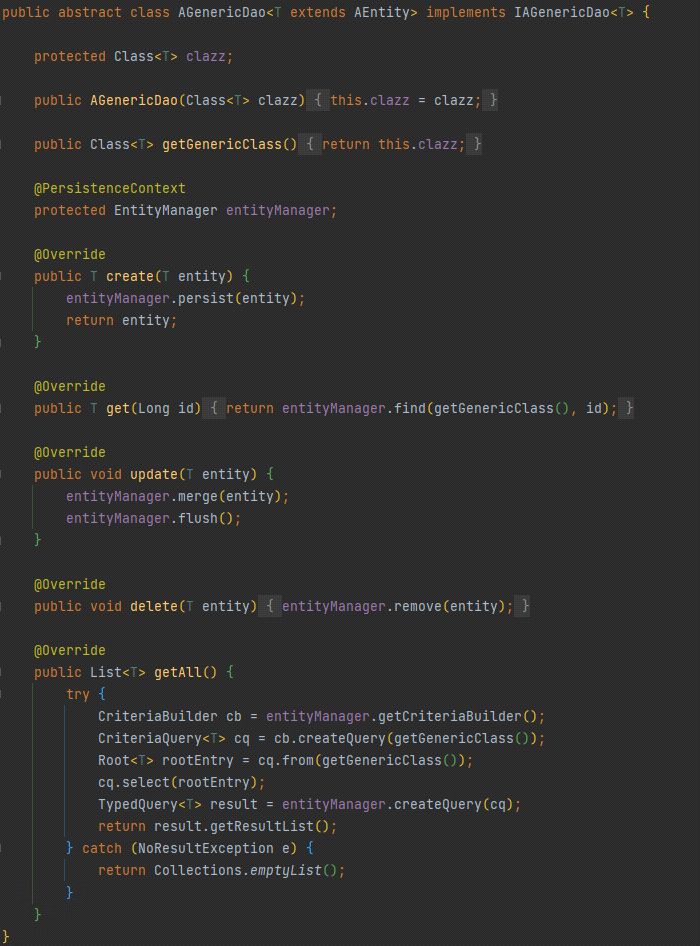 public abstract class AGenericDao<T extends AEntity> implements IAGenericDao<T> {
protected Class<T> clazz;
public AGenericDao(Class<T> clazz) { this.clazz = clazz; }
public Class<T> getGenericClass() { return this.clazz; }
@PersistenceContext
protected EntityManager entityManager;
@Override
public T create(T entity) {
entityManager.persist(entity);
return entity;
}
@Override
public T get(Long id) { return entityManager.find(getGenericClass(), id); }
@Override
public void update(T entity) {
entityManager.merge(entity);
entityManager.flush();
}
@Override
public void delete(T entity) { entityManager.remove(entity); }
@Override
public List<T> getAll() {
try {
CriteriaBuilder cb = entityManager.getCriteriaBuilder();
CriteriaQuery<T> cq = cb.createQuery(getGenericClass());
Root<T> rootEntry = cq.from(getGenericClass());
cq.select(rootEntry);
TypedQuery<T> result = entityManager.createQuery(cq);
return result.getResultList();
} catch (NoResultException e) {
return Collections.emptyList();
}
}
}